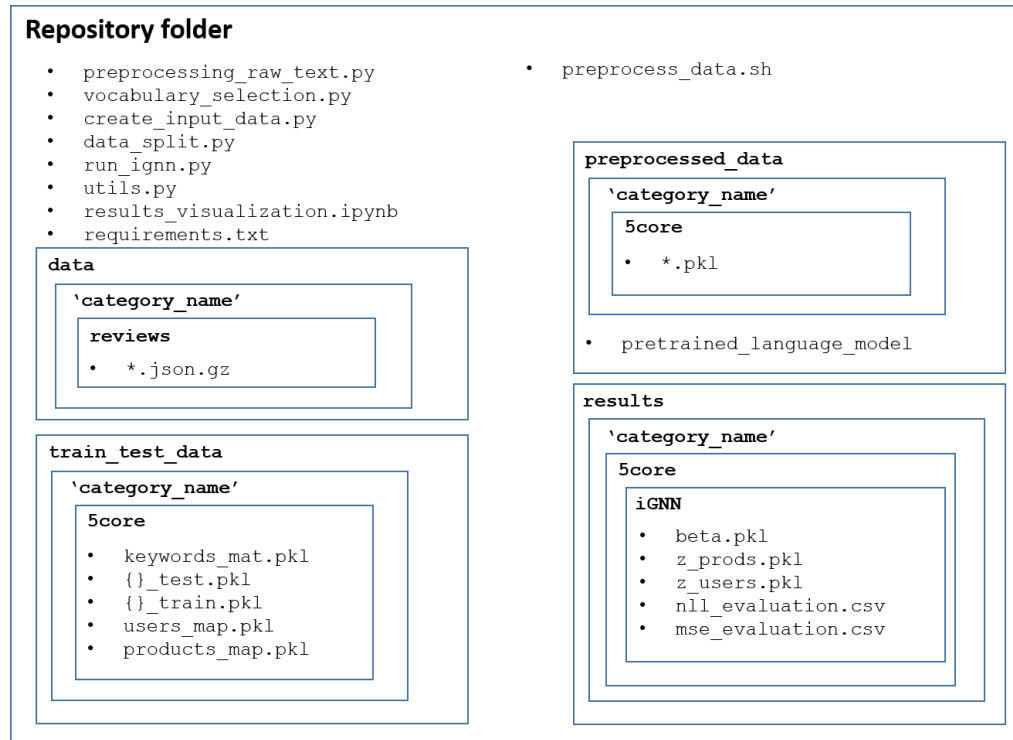 Repository folder
• preprocessing_raw_text.py
• vocabulary_selection.py
• create_input_data.py
• data_split.py
• run_ignn.py
• utils.py
• results_visualization.ipynb
• requirements.txt
• preprocess_data.sh
data
‘category_name’
reviews
• *.json.gz
train_test_data
‘category_name’
5core
• keywords_mat.pkl
• {}_test.pkl
• {}_train.pkl
• users_map.pkl
• products_map.pkl
preprocessed_data
‘category_name’
5core
• *.pkl
• pretrained_language_model
results
‘category_name’
5core
iGNN
• beta.pkl
• z_prods.pkl
• z_users.pkl
• nll_evaluation.csv
• mse_evaluation.csv